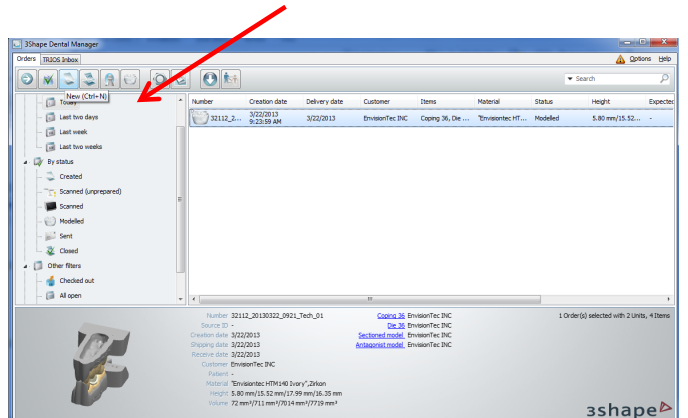 3Shape Dental Manager
Orders TRIOS Inbox
Options Help
Search
New (Ctrl+N)
Today
Last two days
Last week
Last two weeks
By status
Created
Scanned (unprepared)
Scanned
Modelled
Sent
Closed
Other filters
Checked out
All open
Number Creation date Delivery date Customer Items Material Status Height Expected
32112_2... 3/22/2013 9:23:59 AM 3/22/2013 EnvisionTec INC Coping 36, Die ... "Envisiontec HT... Modelled 5.80 mm/15.52... -
Number 32112_20130322_0921_Tech_01
Source ID -
Creation date 3/22/2013
Shipping date 3/22/2013
Receive date 3/22/2013
Customer EnvisionTec INC
Patient -
Material "Envisiontec HTM140 Ivory",Zirkon
Height 5.80 mm/15.52 mm/17.99 mm/16.35 mm
Volume 72 mm³/711 mm³/7014 mm³/7719 mm³
Coping 36 EnvisionTec INC
Die 36 EnvisionTec INC
Sectioned model EnvisionTec INC
Antagonist model EnvisionTec INC
1 Order(s) selected with 2 Units, 4 Items
3shape